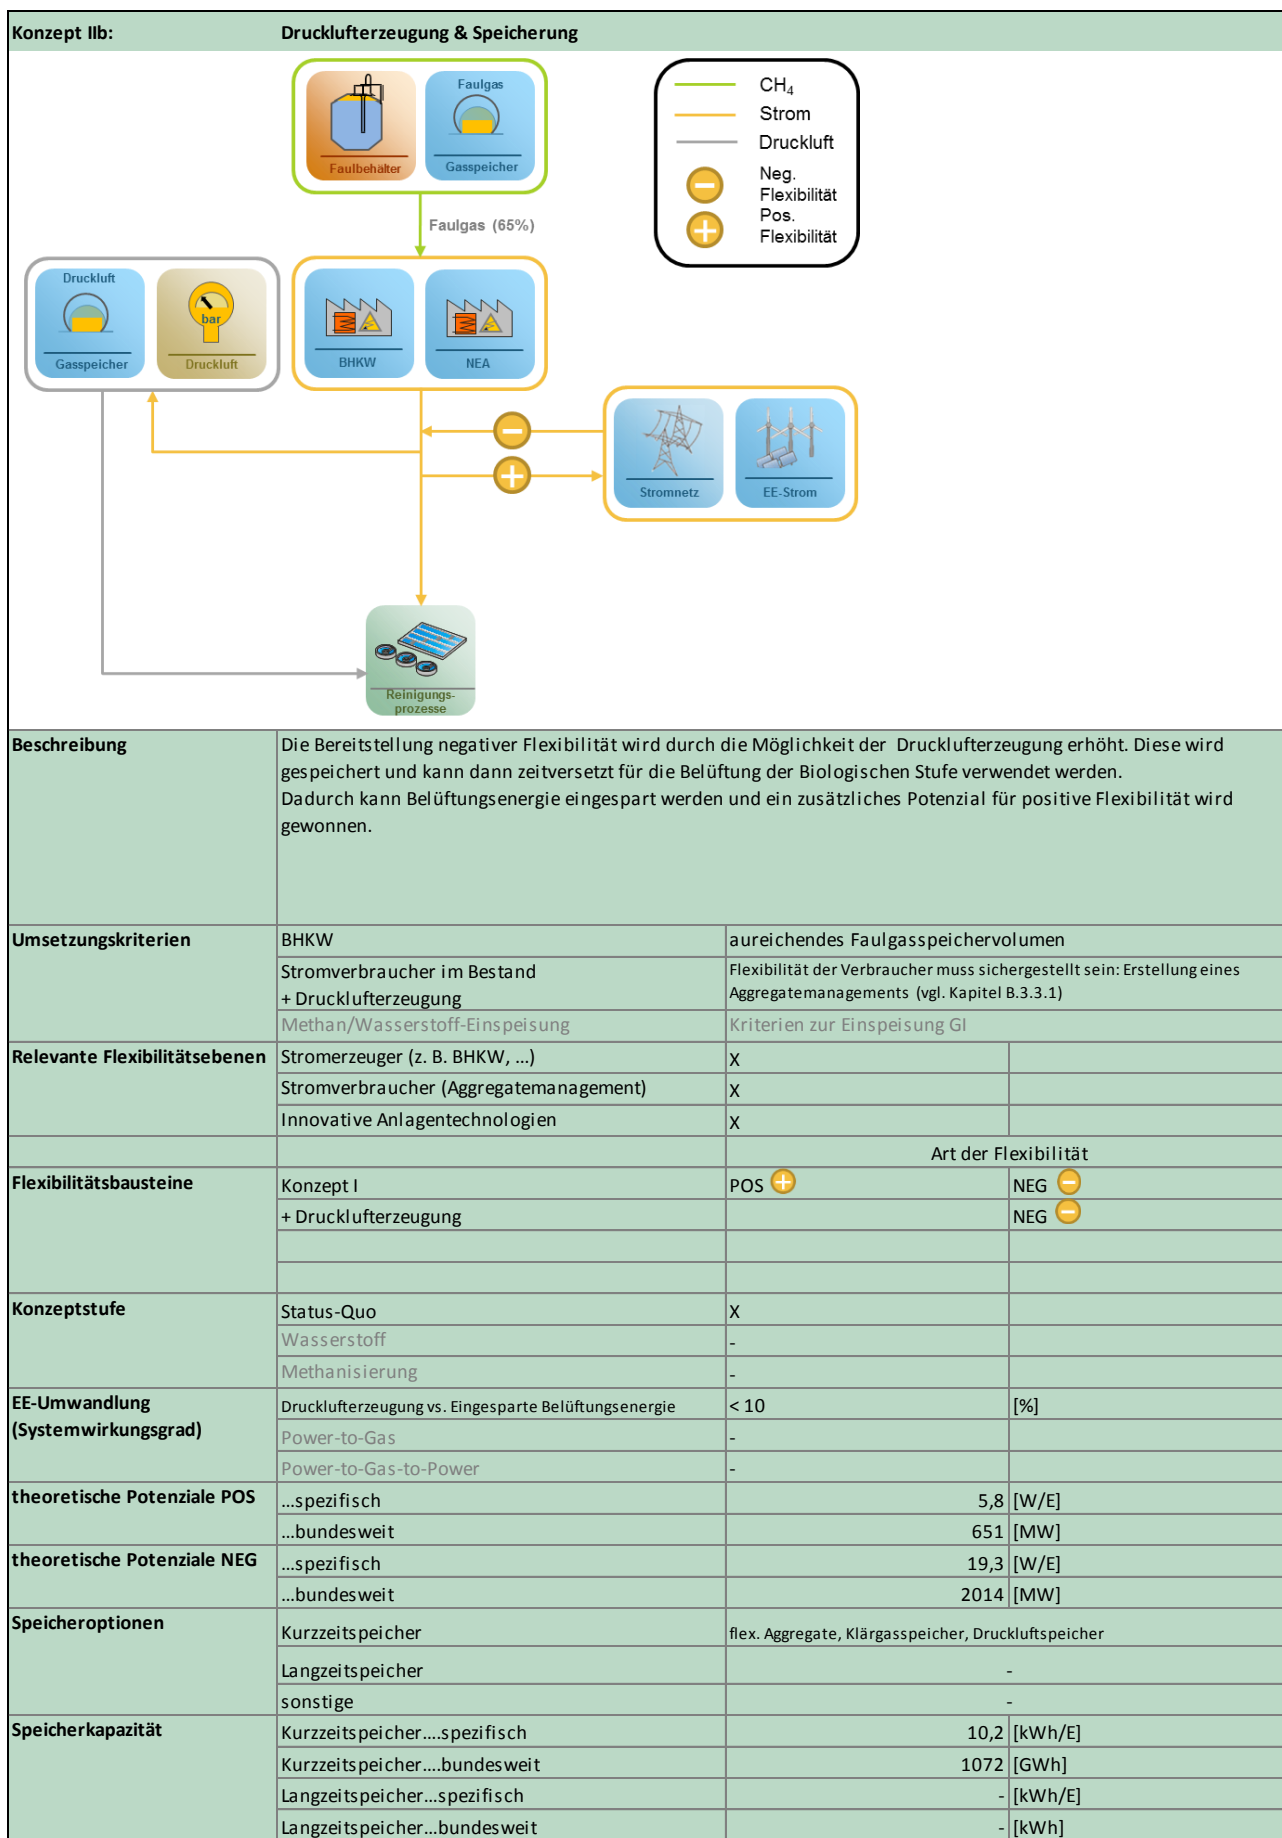 Konzept IIb: Drucklufterzeugung & Speicherung
Faulbehälter
Faulgas
Gasspeicher
CH₄
Strom
Druckluft
Neg.
Flexibilität
Pos.
Flexibilität
Faulgas (65%)
Druckluft
Gasspeicher
bar
Druckluft
BHKW
NEA
Stromnetz
EE-Strom
Reinigungs-
prozesse
Beschreibung
Die Bereitstellung negativer Flexibilität wird durch die Möglichkeit der Drucklufterzeugung erhöht. Diese wird
gespeichert und kann dann zeitversetzt für die Belüftung der Biologischen Stufe verwendet werden.
Dadurch kann Belüftungsenergie eingespart werden und ein zusätzliches Potenzial für positive Flexibilität wird
gewonnen.
Umsetzungskriterien BHKW aureichendes Faulgasspeichervolumen
Stromverbraucher im Bestand
+ Drucklufterzeugung
Flexibilität der Verbraucher muss sichergestellt sein: Erstellung eines
Aggregatemanagements (vgl. Kapitel B.3.3.1)
Methan/Wasserstoff-Einspeisung Kriterien zur Einspeisung GI
Relevante Flexibilitätsebenen Stromerzeuger (z. B. BHKW, ...) X
Stromverbraucher (Aggregatemanagement) X
Innovative Anlagentechnologien X
Art der Flexibilität
Flexibilitätsbausteine Konzept I POS + NEG −
+ Drucklufterzeugung NEG −
Konzeptstufe Status-Quo X
Wasserstoff -
Methanisierung -
EE-Umwandlung
(Systemwirkungsgrad)
Drucklufterzeugung vs. Eingesparte Belüftungsenergie < 10 [%]
Power-to-Gas -
Power-to-Gas-to-Power -
theoretische Potenziale POS ...spezifisch 5,8 [W/E]
...bundesweit 651 [MW]
theoretische Potenziale NEG ...spezifisch 19,3 [W/E]
...bundesweit 2014 [MW]
Speicheroptionen Kurzzeitspeicher flex. Aggregate, Klärgasspeicher, Druckluftspeicher
Langzeitspeicher -
sonstige -
Speicherkapazität Kurzzeitspeicher....spezifisch 10,2 [kWh/E]
Kurzzeitspeicher....bundesweit 1072 [GWh]
Langzeitspeicher...spezifisch - [kWh/E]
Langzeitspeicher...bundesweit - [kWh]